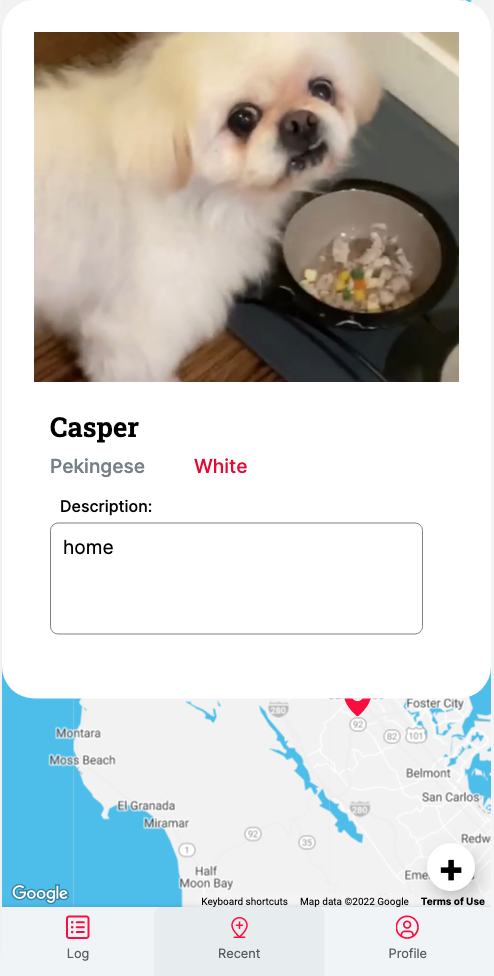 Casper
Pekingese White
Description:
home
280
Foster City
92
82 101
Montara
Moss Beach
Belmont
San Carlos
El Granada
280
Miramar
92
35
Redw
1
Half
Moon Bay
Eme
Google
Keyboard shortcuts Map data ©2022 Google Terms of Use
Log Recent Profile